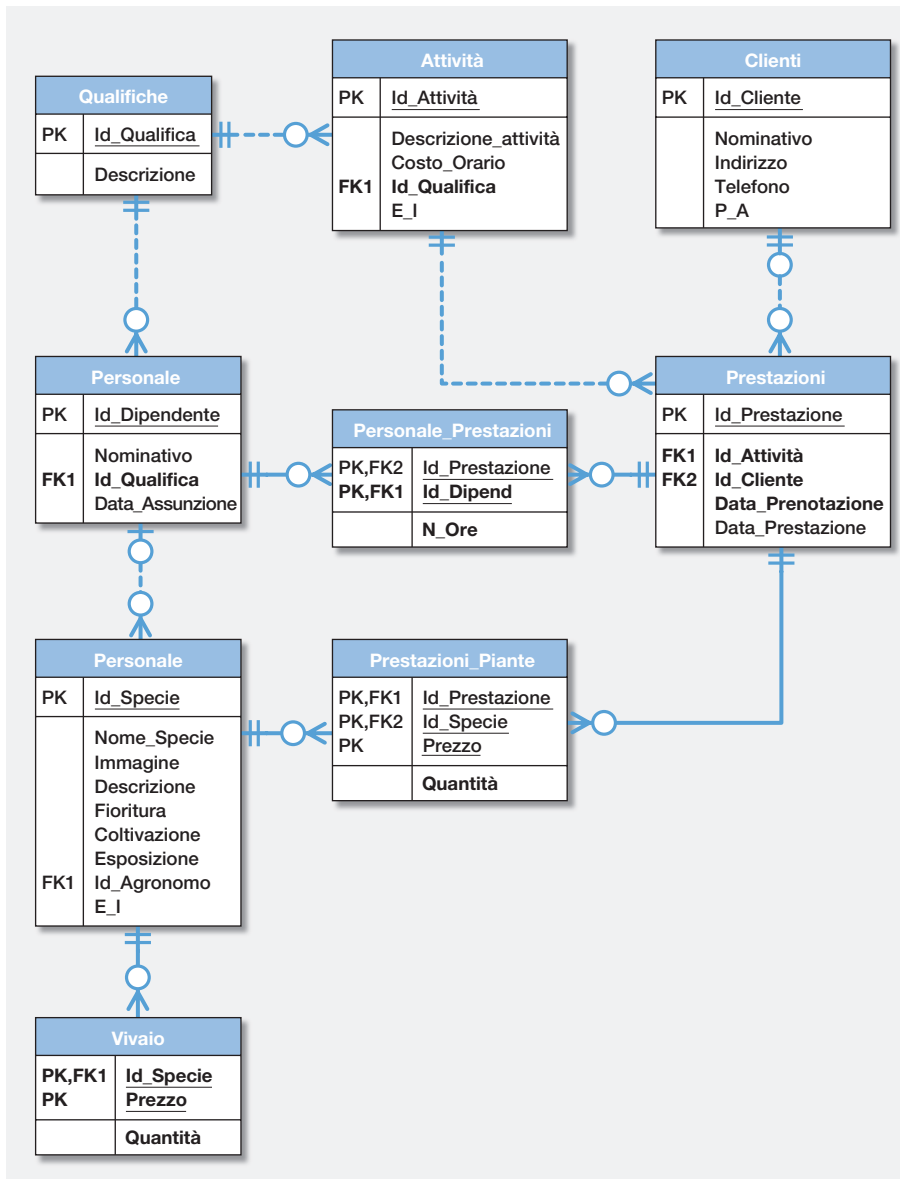 Qualifiche
PK Id_Qualifica
Descrizione
Attività
PK Id_Attività
Descrizione_attività
Costo_Orario
FK1 Id_Qualifica
E_I
Clienti
PK Id_Cliente
Nominativo
Indirizzo
Telefono
P_A
Personale
PK Id_Dipendente
Nominativo
FK1 Id_Qualifica
Data_Assunzione
Personale_Prestazioni
PK,FK2 Id_Prestazione
PK,FK1 Id_Dipend
N_Ore
Prestazioni
PK Id_Prestazione
FK1 Id_Attività
FK2 Id_Cliente
Data_Prenotazione
Data_Prestazione
Personale
PK Id_Specie
Nome_Specie
Immagine
Descrizione
Fioritura
Coltivazione
Esposizione
FK1 Id_Agronomo
E_I
Prestazioni_Piante
PK,FK1 Id_Prestazione
PK,FK2 Id_Specie
PK Prezzo
Quantità
Vivaio
PK,FK1 Id_Specie
PK Prezzo
Quantità